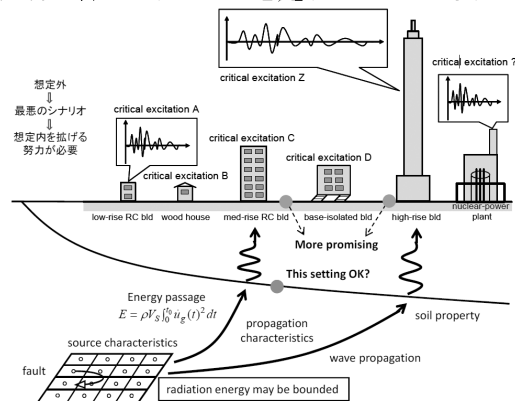 critical excitation Z
critical excitation ?
想定外
⇓
最悪のシナリオ
⇓
想定内を拡げる
努力が必要
critical excitation A
critical excitation B
critical excitation C
critical excitation D
low-rise RC bld
wood house
med-rise RC bld
base-isolated bld
high-rise bld
nuclear-power
plant
More promising
This setting OK?
Energy passage
E = ρV_S∫₀^{t₀} u̇_g(t)² dt
propagation
characteristics
soil property
source characteristics
wave propagation
fault
radiation energy may be bounded